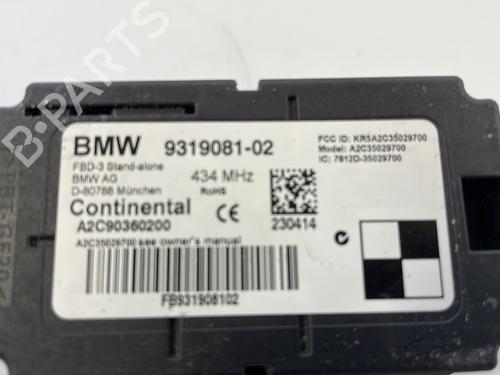 BMW 9319081-02
FBD-3 Stand-alone
BMW AG
D-80788 München
434 MHz
RoHS
FCC ID: KR5A2C35029700
Model: A2C35029700
IC: 7812D-35029700
Continental
A2C90360200
CE
230414
A2C35029700 see owner's manual
FB931908102
B-PARTS